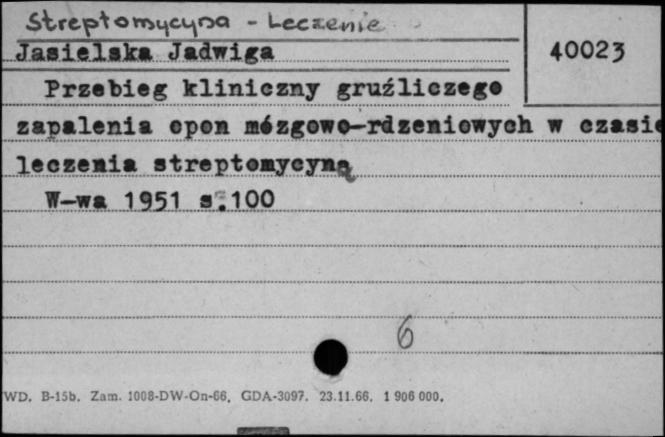 Streptomycyna - Leczenie
Jasielska Jadwiga
40023
Przebieg kliniczny gruźliczego
zapalenia opon mózgowo-rdzeniowych w czasie
leczenia streptomycyną
W-wa 1951 s.100
6
WD. B-15b. Zam. 1008-DW-On-66. GDA-3097. 23.11.66. 1 906 000.